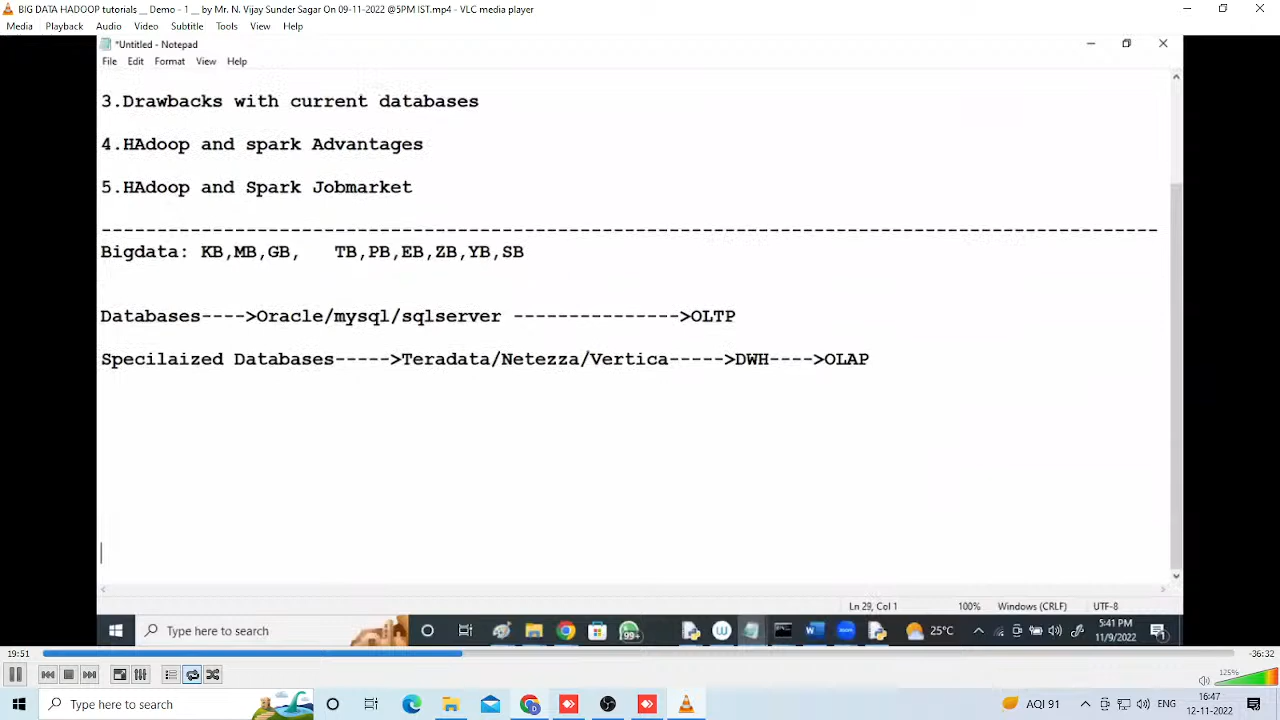 BIG DATA HADOOP tutorials __ Demo - 1 __ by Mr. N. Vijay Sunder Sagar On 09-11-2022 @5PM IST.mp4 - VLC media player
Media Playback Audio Video Subtitle Tools View Help
*Untitled - Notepad
File Edit Format View Help
3.Drawbacks with current databases
4.HAdoop and spark Advantages
5.HAdoop and Spark Jobmarket
-----------------------------------------------------------------------------------------------
Bigdata: KB,MB,GB,   TB,PB,EB,ZB,YB,SB
Databases---->Oracle/mysql/sqlserver --------------->OLTP
Specilaized Databases----->Teradata/Netezza/Vertica----->DWH---->OLAP
Ln 29, Col 1 100% Windows (CRLF) UTF-8
Type here to search 99+ 25°C 5:41 PM
11/9/2022
19:51 -36:32
125%
Type here to search AQI 91 ENG 16:47
12-11-2022